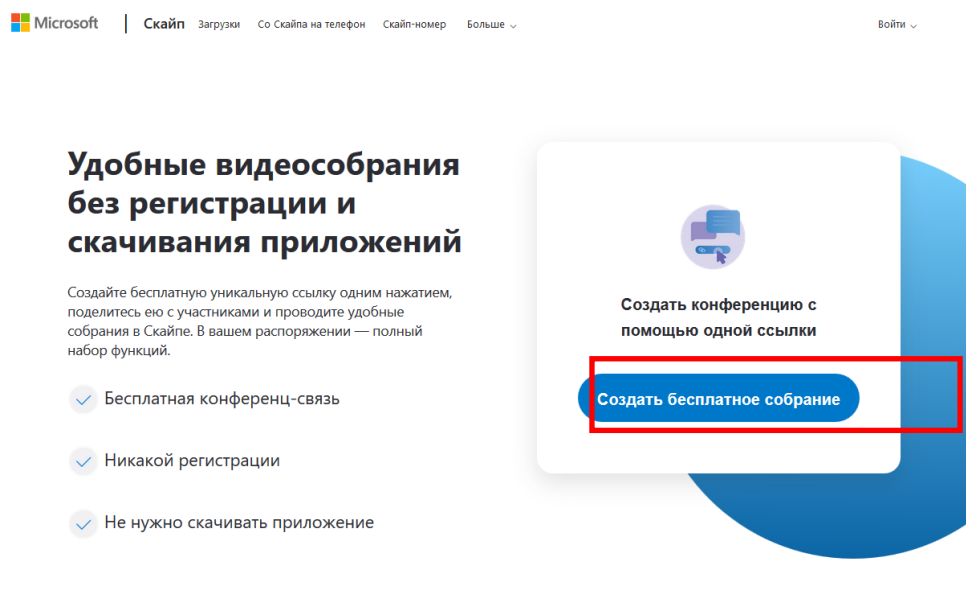 Microsoft Скайп Загрузки Со Скайпа на телефон Скайп-номер Больше Войти
Удобные видеособрания
без регистрации и
скачивания приложений
Создайте бесплатную уникальную ссылку одним нажатием,
поделитесь ею с участниками и проводите удобные
собрания в Скайпе. В вашем распоряжении — полный
набор функций.
Бесплатная конференц-связь
Никакой регистрации
Не нужно скачивать приложение
Создать конференцию с
помощью одной ссылки
Создать бесплатное собрание